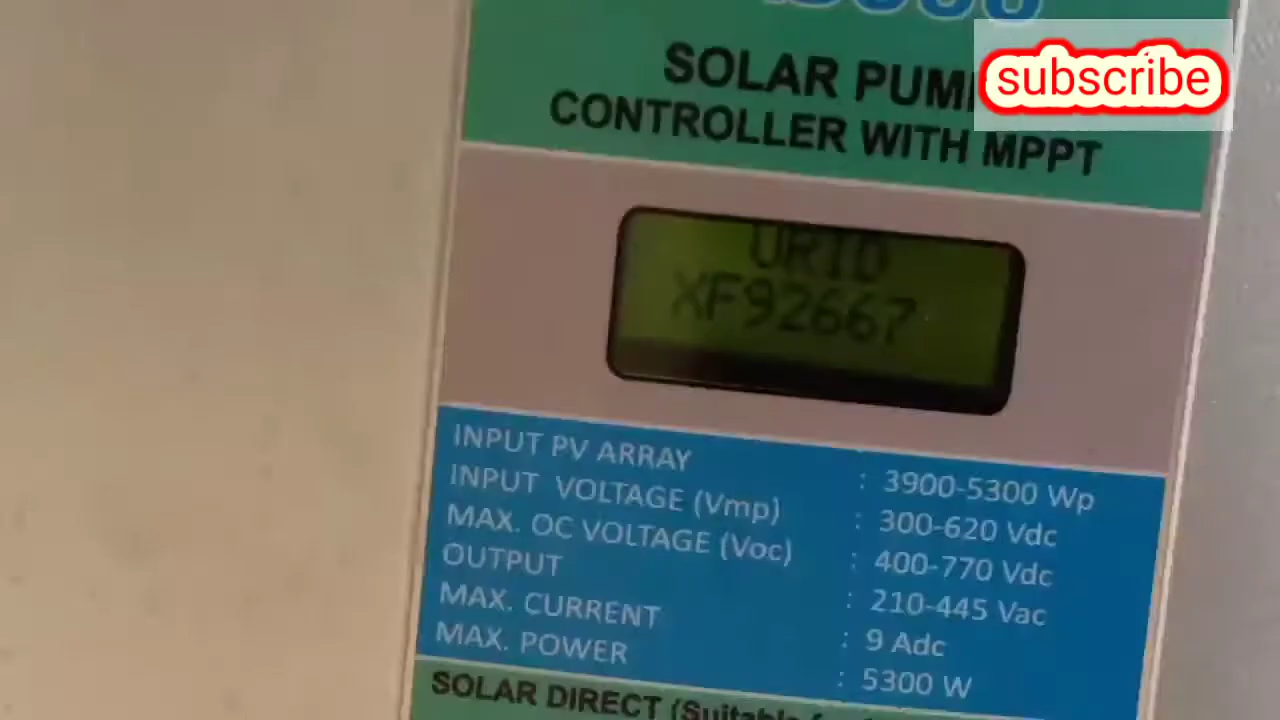 subscribe
SOLAR
CONTROLLER WITH MPPT
URID
XF92667
INPUT PV ARRAY : 3900-5300 Wp
INPUT VOLTAGE (Vmp) : 300-620 Vdc
MAX. OC VOLTAGE (Voc) : 400-770 Vdc
OUTPUT : 210-445 Vac
MAX. CURRENT : 9 Adc
MAX. POWER : 5300 W
SOLAR DIRECT (Suitable